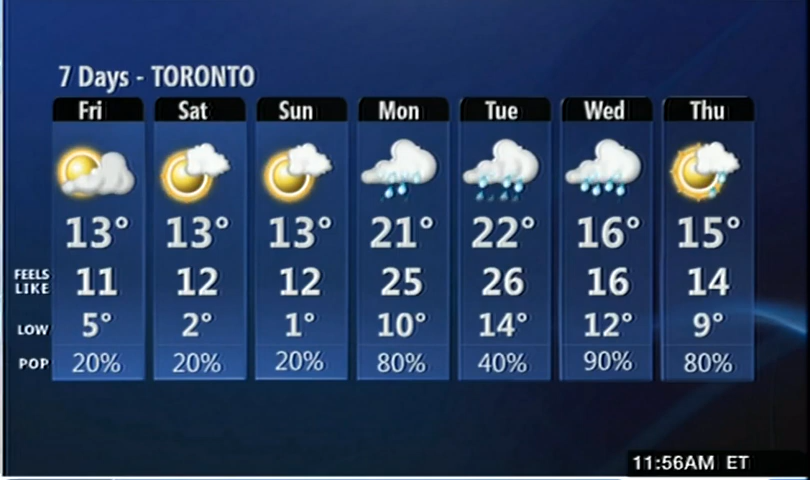 7 Days - TORONTO
Fri Sat Sun Mon Tue Wed Thu
13° 13° 13° 21° 22° 16° 15°
FEELS LIKE 11 12 12 25 26 16 14
LOW 5° 2° 1° 10° 14° 12° 9°
POP 20% 20% 20% 80% 40% 90% 80%
11:56AM ET